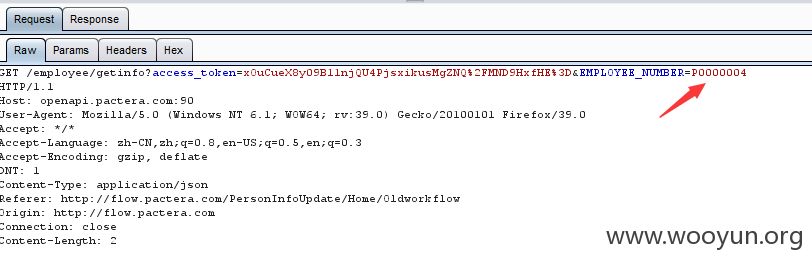 Request Response
Raw Params Headers Hex
GET /employee/getinfo?access_token=xOuCueX8yO9BllnjQU4PjsxikusMgZNQ%2FMND9HxfHE%3D&EMPLOYEE_NUMBER=P0000004
HTTP/1.1
Host: openapi.pactera.com:90
User-Agent: Mozilla/5.0 (Windows NT 6.1; WOW64; rv:39.0) Gecko/20100101 Firefox/39.0
Accept: */*
Accept-Language: zh-CN,zh;q=0.8,en-US;q=0.5,en;q=0.3
Accept-Encoding: gzip, deflate
DNT: 1
Content-Type: application/json
Referer: http://flow.pactera.com/PersonInfoUpdate/Home/Oldworkflow
Origin: http://flow.pactera.com
Connection: close
Content-Length: 2
www.wooyun.org